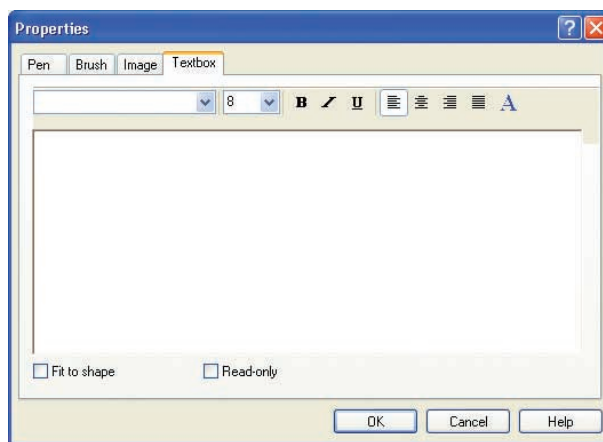 Properties
Pen Brush Image Textbox
8 B I U A
Fit to shape Read-only
OK Cancel Help